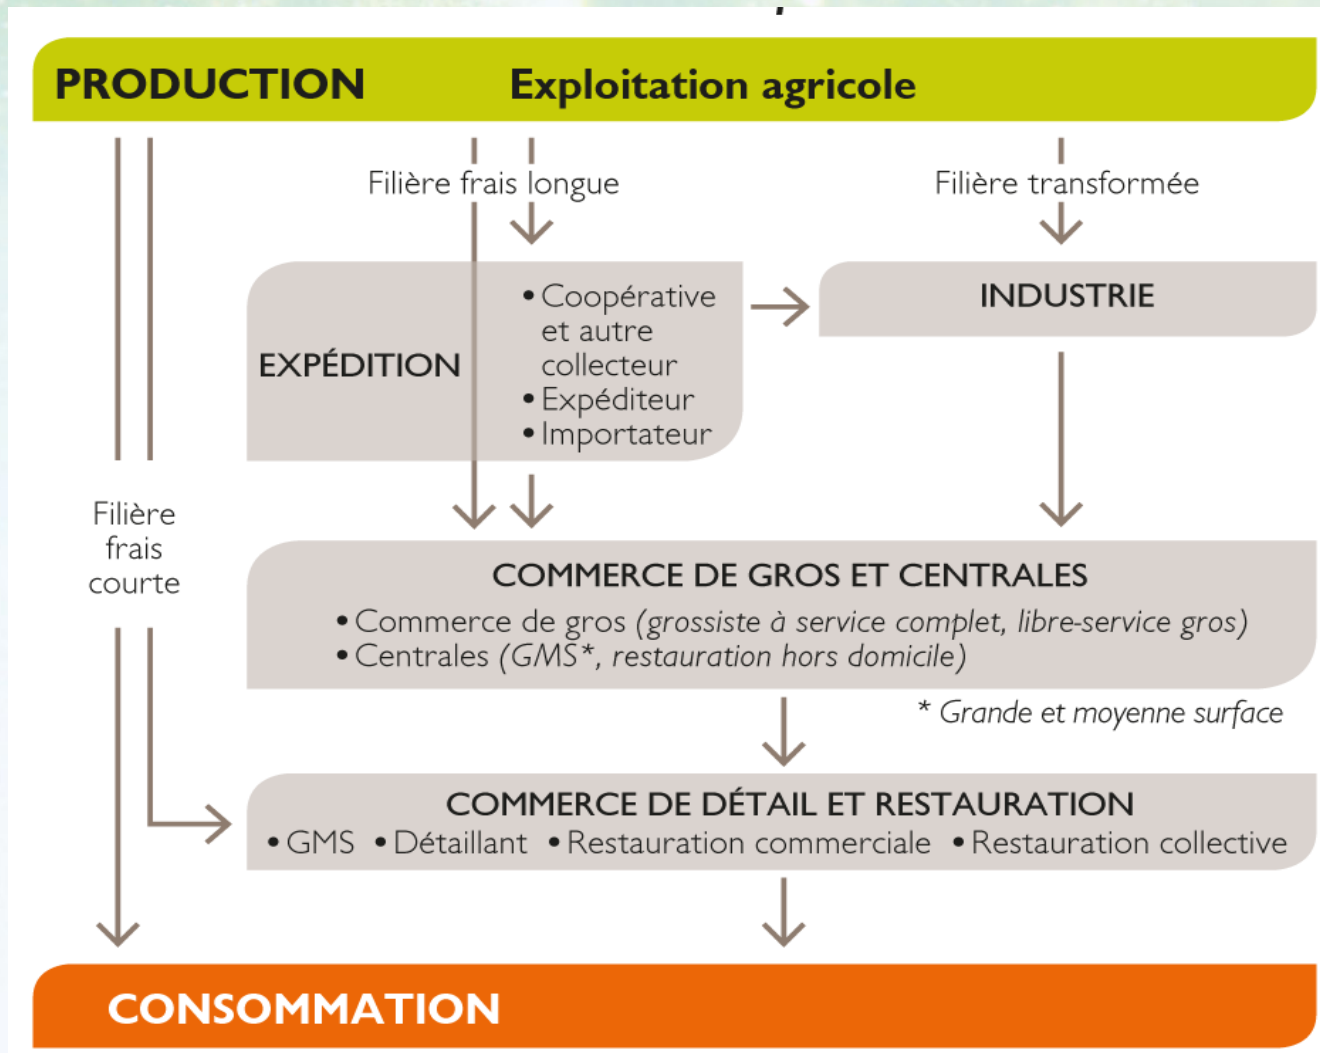 PRODUCTION Exploitation agricole
Filière frais longue
Filière transformée
EXPÉDITION
• Coopérative
et autre
collecteur
• Expéditeur
• Importateur
INDUSTRIE
Filière
frais
courte
COMMERCE DE GROS ET CENTRALES
• Commerce de gros (grossiste à service complet, libre-service gros)
• Centrales (GMS*, restauration hors domicile)
* Grande et moyenne surface
COMMERCE DE DÉTAIL ET RESTAURATION
• GMS • Détaillant • Restauration commerciale • Restauration collective
CONSOMMATION